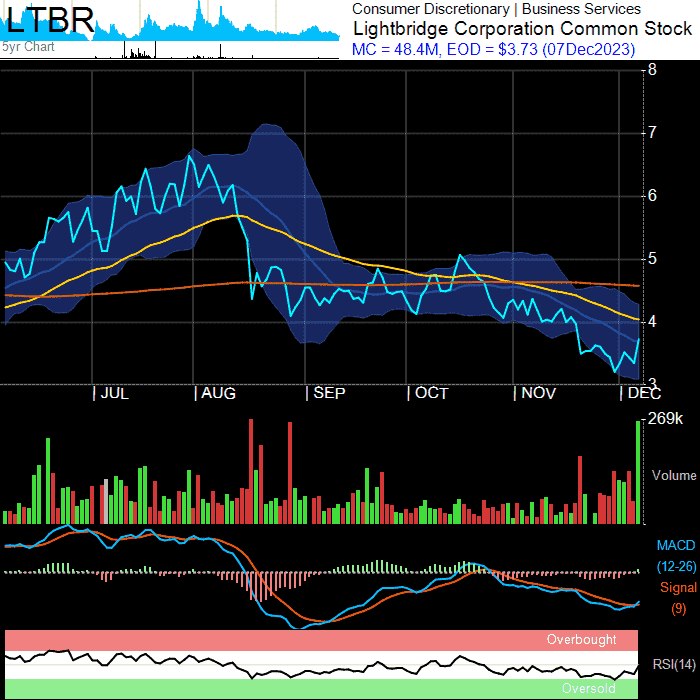 LTBR
5yr Chart
Consumer Discretionary | Business Services
Lightbridge Corporation Common Stock
MC = 48.4M, EOD = $3.73 (07Dec2023)
8
7
6
5
4
3
| JUL | AUG | SEP | OCT | NOV | DEC
269k
Volume
MACD
(12-26)
Signal
(9)
Overbought
RSI(14)
Oversold